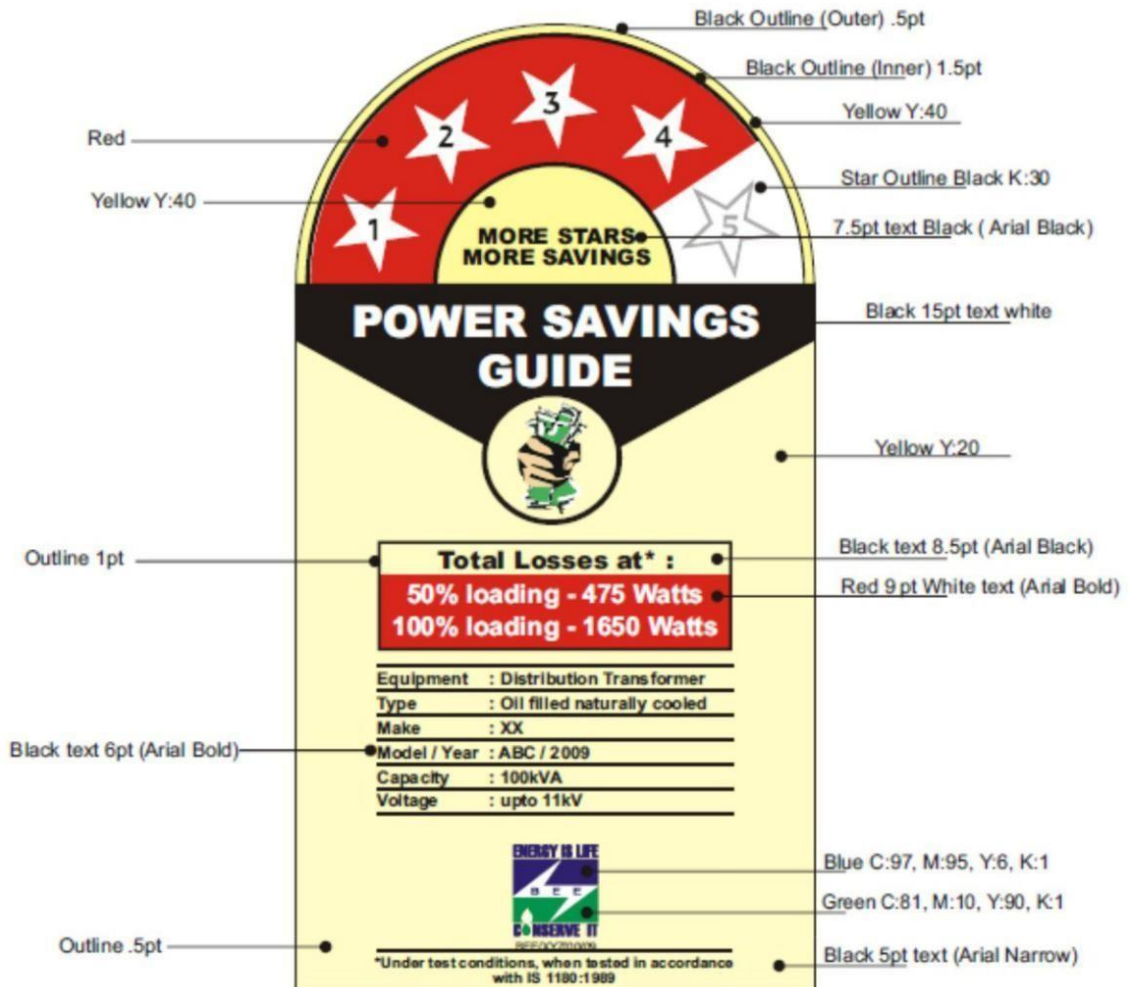 Black Outline (Outer) .5pt
Black Outline (Inner) 1.5pt
Yellow Y:40
Red
Star Outline Black K:30
Yellow Y:40
7.5pt text Black ( Arial Black)
1
2
3
4
5
MORE STARS
MORE SAVINGS
Black 15pt text white
POWER SAVINGS
GUIDE
Yellow Y:20
Outline 1pt
Total Losses at* :
Black text 8.5pt (Arial Black)
50% loading - 475 Watts
Red 9 pt White text (Arial Bold)
100% loading - 1650 Watts
Equipment : Distribution Transformer
Type : Oil filled naturally cooled
Make : XX
Black text 6pt (Arial Bold)
Model / Year : ABC / 2009
Capacity : 100kVA
Voltage : upto 11kV
ENERGY IS LIFE
BEE
CONSERVE IT
Blue C:97, M:95, Y:6, K:1
Green C:81, M:10, Y:90, K:1
Outline .5pt
*Under test conditions, when tested in accordance
with IS 1180:1989
Black 5pt text (Arial Narrow)